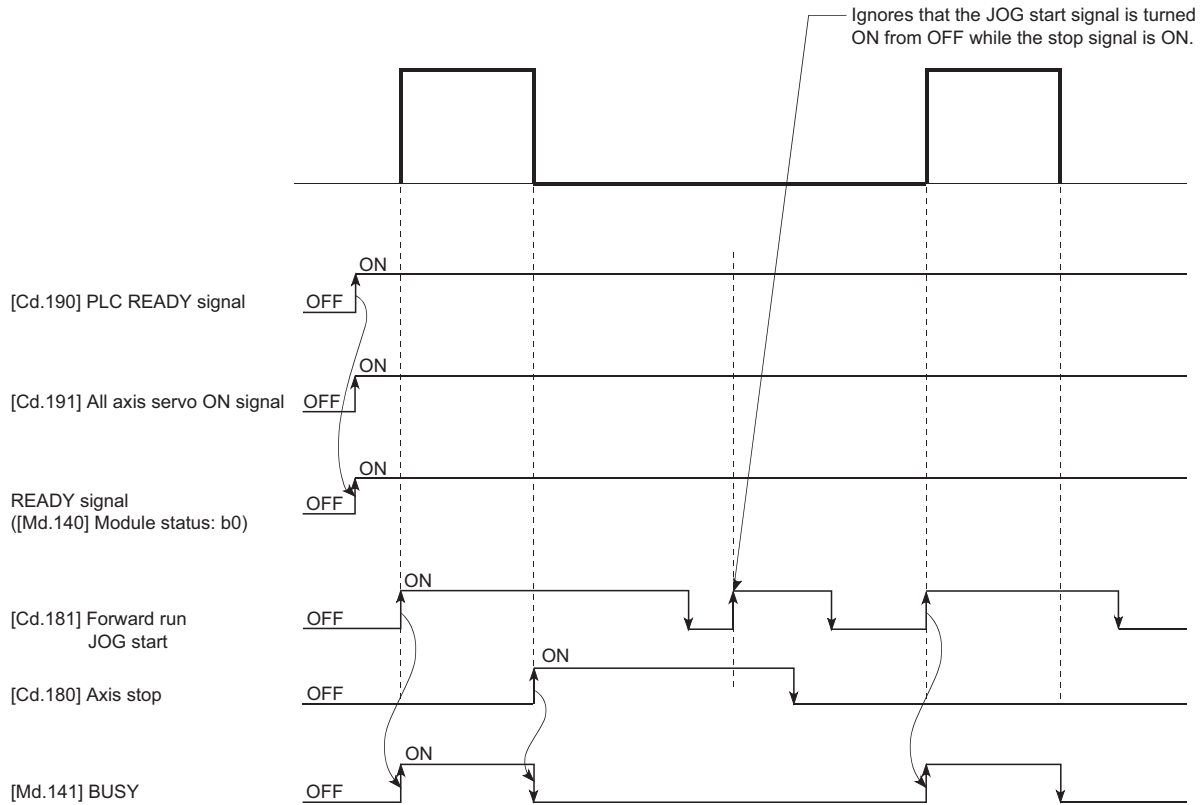 Ignores that the JOG start signal is turned
ON from OFF while the stop signal is ON.
ON
[Cd.190] PLC READY signal OFF
ON
[Cd.191] All axis servo ON signal OFF
ON
READY signal OFF
([Md.140] Module status: b0)
ON
[Cd.181] Forward run OFF
JOG start
ON
[Cd.180] Axis stop OFF
ON
[Md.141] BUSY OFF